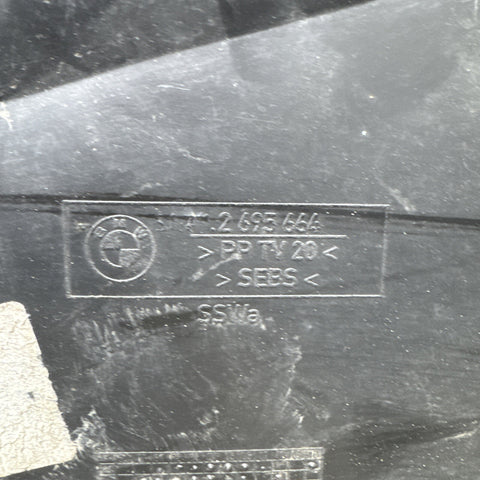 BMW
2 695 664
> PP TV 20 <
> SEBS <
SSWa